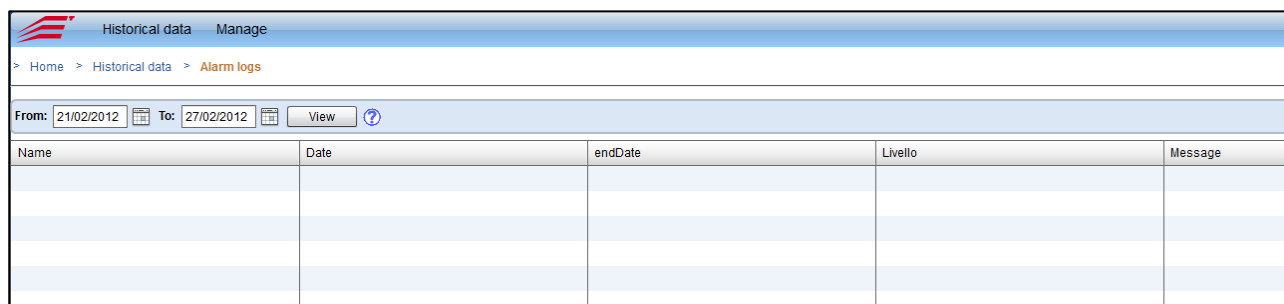 Historical data Manage
> Home > Historical data > Alarm logs
From: 21/02/2012 To: 27/02/2012 View ?
Name Date endDate Livello Message